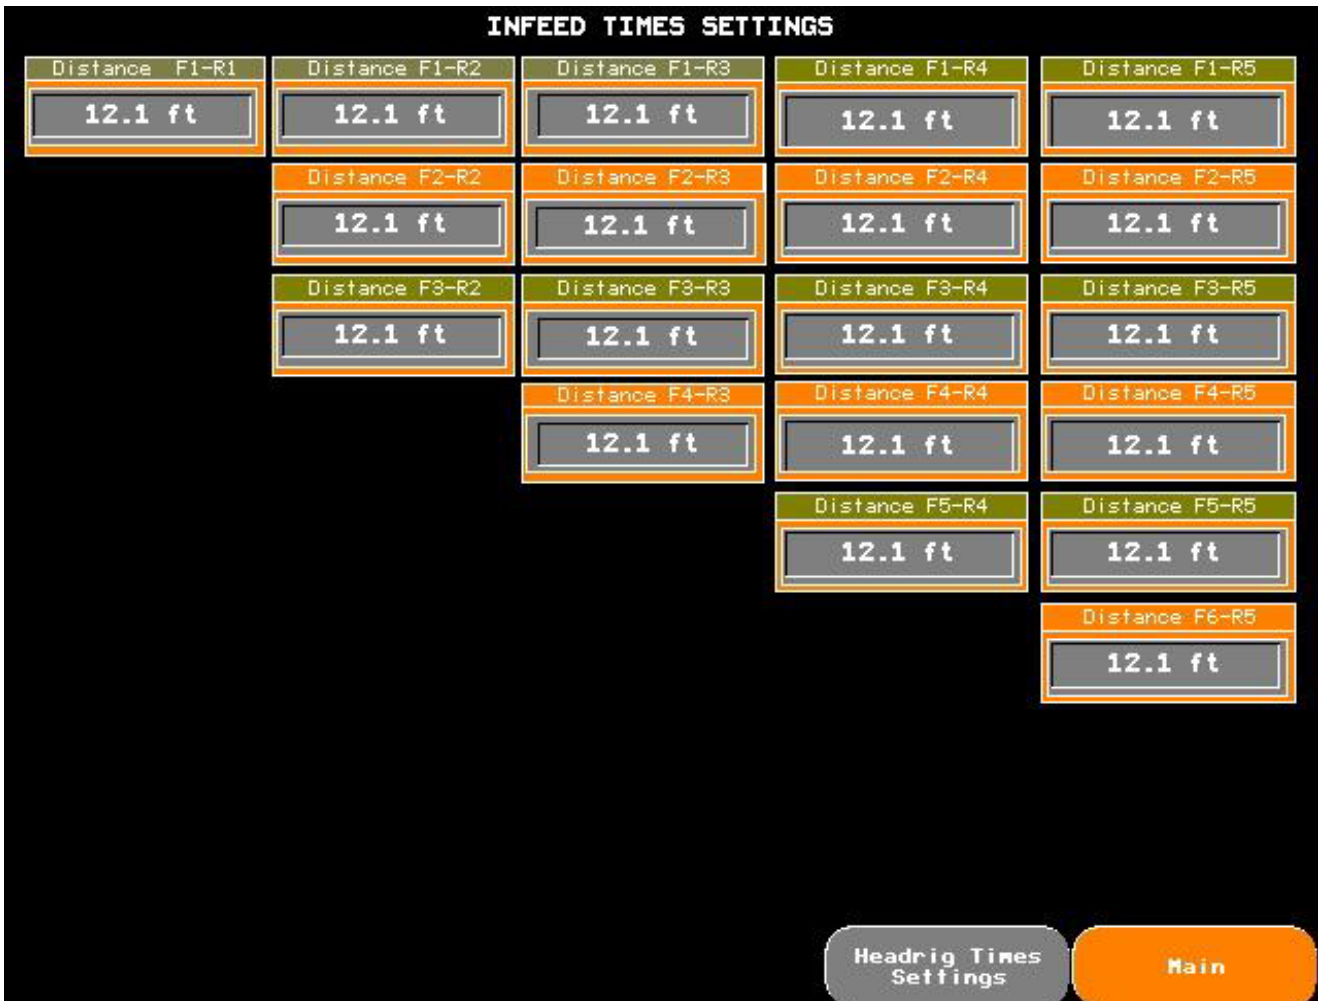 INFEED TIMES SETTINGS
Distance F1-R1 Distance F1-R2 Distance F1-R3 Distance F1-R4 Distance F1-R5
12.1 ft 12.1 ft 12.1 ft 12.1 ft 12.1 ft
Distance F2-R2 Distance F2-R3 Distance F2-R4 Distance F2-R5
12.1 ft 12.1 ft 12.1 ft 12.1 ft
Distance F3-R2 Distance F3-R3 Distance F3-R4 Distance F3-R5
12.1 ft 12.1 ft 12.1 ft 12.1 ft
Distance F4-R3 Distance F4-R4 Distance F4-R5
12.1 ft 12.1 ft 12.1 ft
Distance F5-R4 Distance F5-R5
12.1 ft 12.1 ft
Distance F6-R5
12.1 ft
Headrig Times
Settings
Main